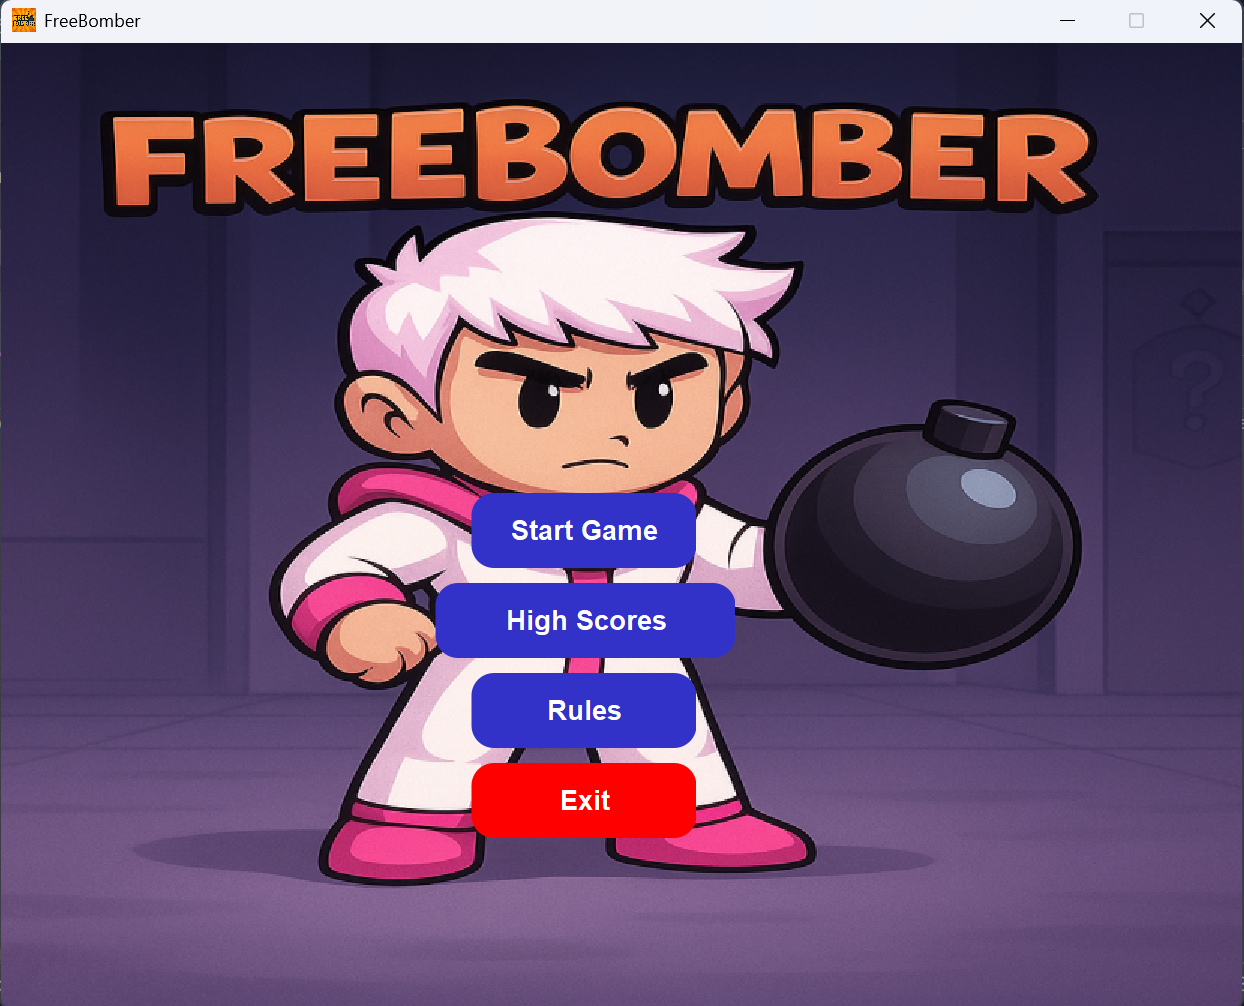 FreeBomber
FREEBOMBER
?
Start Game
High Scores
Rules
Exit